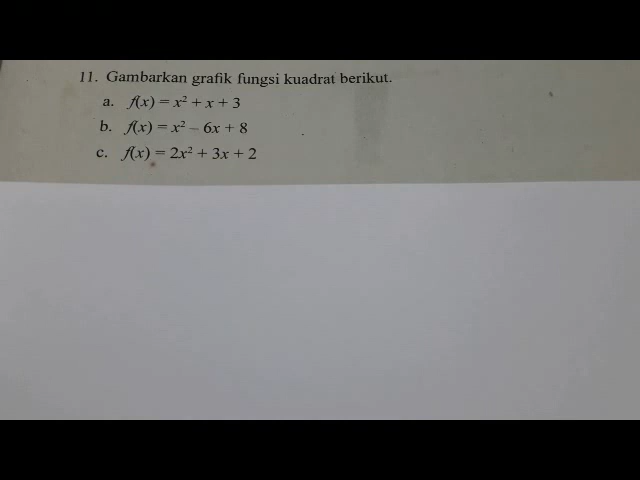 11. Gambarkan grafik fungsi kuadrat berikut.
a. f(x) = x² + x + 3
b. f(x) = x² – 6x + 8
c. f(x) = 2x² + 3x + 2